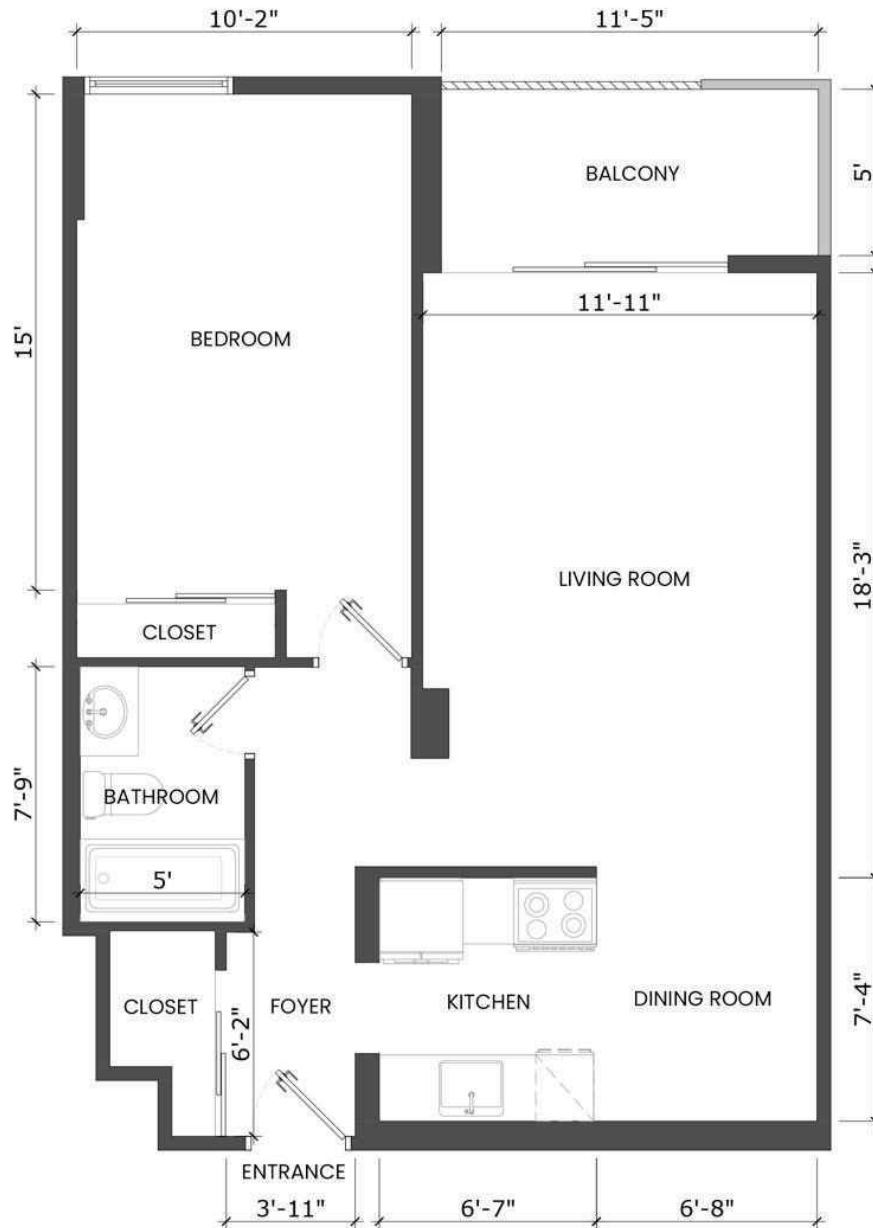 10'-2"
11'-5"
BALCONY
5'
11'-11"
BEDROOM
15'
LIVING ROOM
18'-3"
CLOSET
7'-9"
BATHROOM
5'
CLOSET
FOYER
6'-2"
KITCHEN
DINING ROOM
7'-4"
ENTRANCE
3'-11"
6'-7"
6'-8"